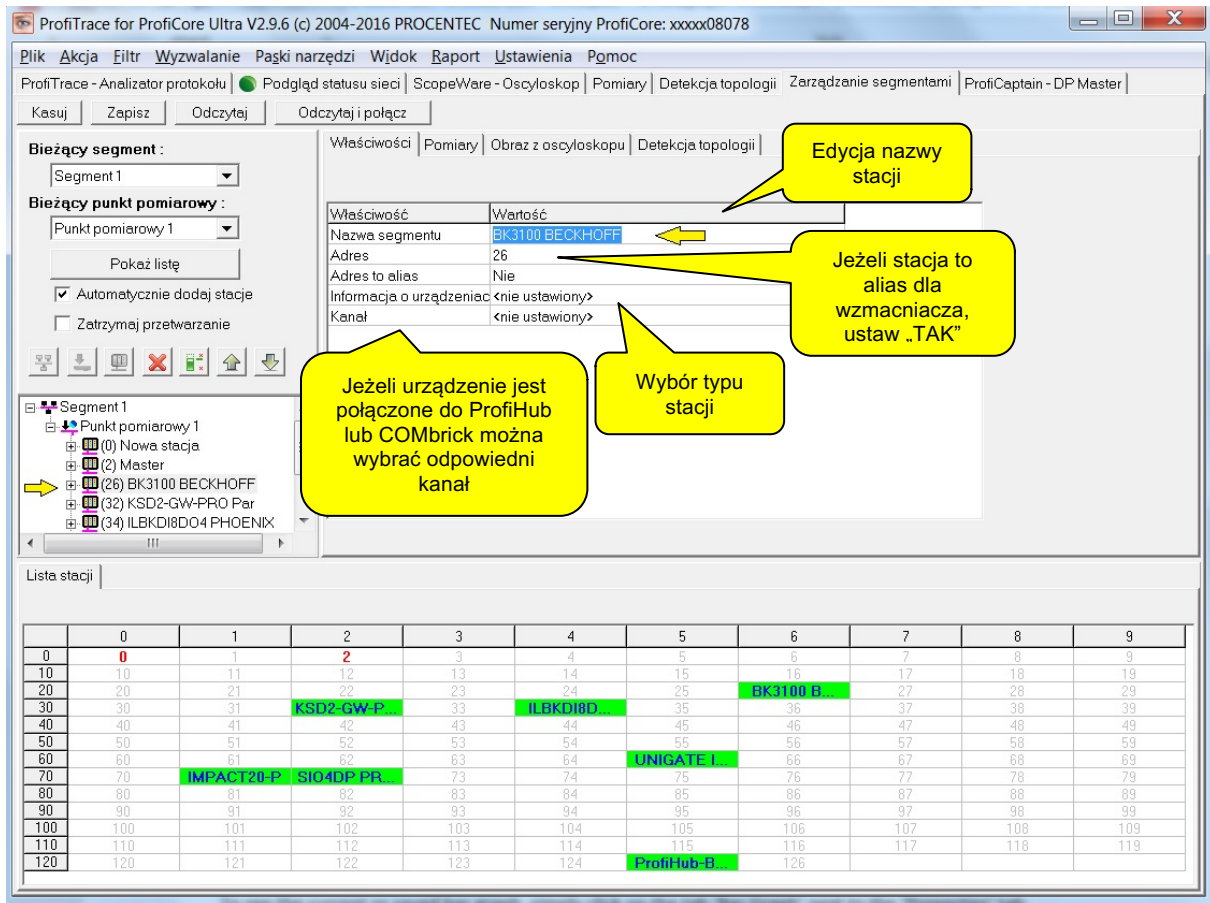 ProfiTrace for ProfiCore Ultra V2.9.6 (c) 2004-2016 PROCENTEC Numer seryjny ProfiCore: xxxxx08078
Plik Akcja Filtr Wyzwalanie Paski narzędzi Widok Raport Ustawienia Pomoc
ProfiTrace - Analizator protokołu Podgląd statusu sieci ScopeWare - Oscyloskop Pomiary Detekcja topologii Zarządzanie segmentami ProfiCaptain - DP Master
Kasuj Zapisz Odczytaj Odczytaj i połącz
Bieżący segment :
Segment 1
Bieżący punkt pomiarowy :
Punkt pomiarowy 1
Pokaż listę
Automatycznie dodaj stacje
Zatrzymaj przetwarzanie
Segment 1
Punkt pomiarowy 1
(0) Nowa stacja
(2) Master
(26) BK3100 BECKHOFF
(32) KSD2-GW-PRO Par
(34) ILBKDI8DO4 PHOENIX
Właściwości Pomiary Obraz z oscyloskopu Detekcja topologii
Właściwość Wartość
Nazwa segmentu BK3100 BECKHOFF
Adres 26
Adres to alias Nie
Informacja o urządzeniac <nie ustawiony>
Kanał <nie ustawiony>
Edycja nazwy
stacji
Jeżeli stacja to
alias dla
wzmacniacza,
ustaw „TAK”
Wybór typu
stacji
Jeżeli urządzenie jest
połączone do ProfiHub
lub COMbrick można
wybrać odpowiedni
kanał
Lista stacji
0 1 2 3 4 5 6 7 8 9
0 0 1 2 3 4 5 6 7 8 9
10 10 11 12 13 14 15 16 17 18 19
20 20 21 22 23 24 25 BK3100 B... 27 28 29
30 30 31 KSD2-GW-P... 33 ILBKDI8D... 35 36 37 38 39
40 40 41 42 43 44 45 46 47 48 49
50 50 51 52 53 54 55 56 57 58 59
60 60 61 62 63 64 UNIGATE I... 66 67 68 69
70 70 IMPACT20-P SIO4DP PR... 73 74 75 76 77 78 79
80 80 81 82 83 84 85 86 87 88 89
90 90 91 92 93 94 95 96 97 98 99
100 100 101 102 103 104 105 106 107 108 109
110 110 111 112 113 114 115 116 117 118 119
120 120 121 122 123 124 ProfiHub-B... 126